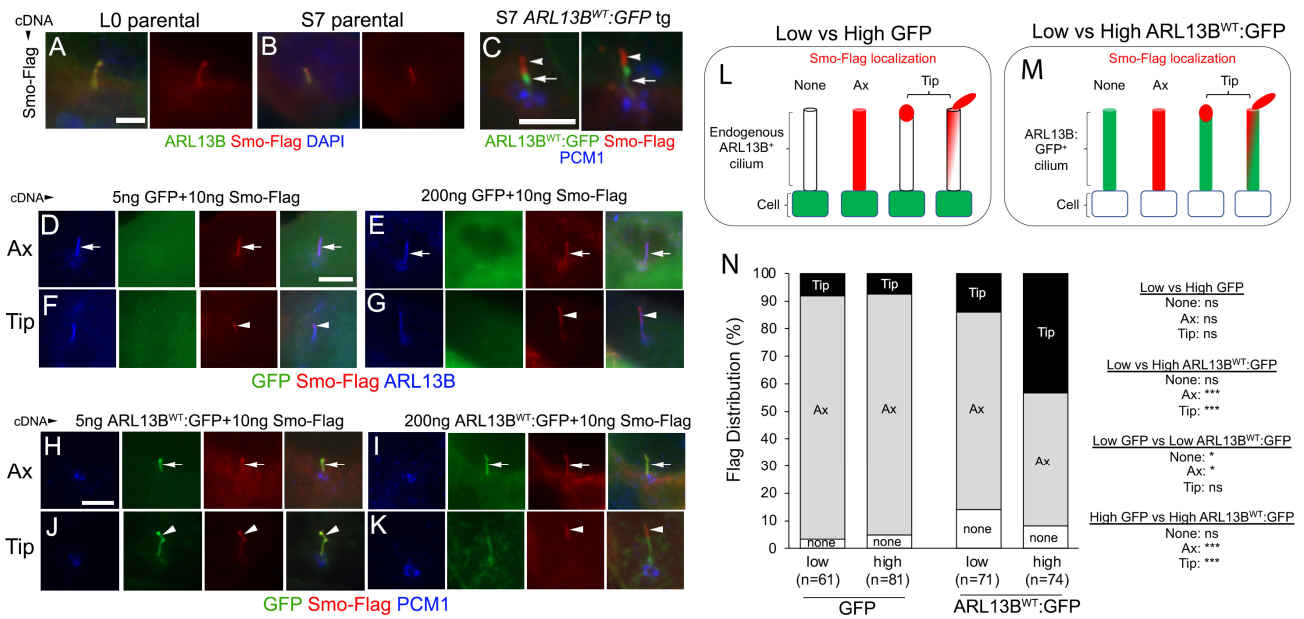 cDNA
Smo-Flag
L0 parental
S7 parental
S7 ARL13BWT:GFP tg
A
B
C
ARL13B Smo-Flag DAPI
ARL13BWT:GFP Smo-Flag
PCM1
cDNA
5ng GFP+10ng Smo-Flag
200ng GFP+10ng Smo-Flag
Ax
D
E
Tip
F
G
GFP Smo-Flag ARL13B
cDNA
5ng ARL13BWT:GFP+10ng Smo-Flag
200ng ARL13BWT:GFP+10ng Smo-Flag
Ax
H
I
Tip
J
K
GFP Smo-Flag PCM1
Low vs High GFP
L
Smo-Flag localization
None
Ax
Tip
Endogenous
ARL13B+
cilium
Cell
Low vs High ARL13BWT:GFP
M
Smo-Flag localization
None
Ax
Tip
ARL13B:
GFP+
cilium
Cell
N
Flag Distribution (%)
100
90
80
70
60
50
40
30
20
10
0
Tip
Ax
none
Tip
Ax
none
Tip
Ax
none
Tip
Ax
none
low
(n=61)
high
(n=81)
low
(n=71)
high
(n=74)
GFP
ARL13BWT:GFP
Low vs High GFP
None: ns
Ax: ns
Tip: ns
Low vs High ARL13BWT:GFP
None: ns
Ax: ***
Tip: ***
Low GFP vs Low ARL13BWT:GFP
None: *
Ax: *
Tip: ns
High GFP vs High ARL13BWT:GFP
None: ns
Ax: ***
Tip: ***